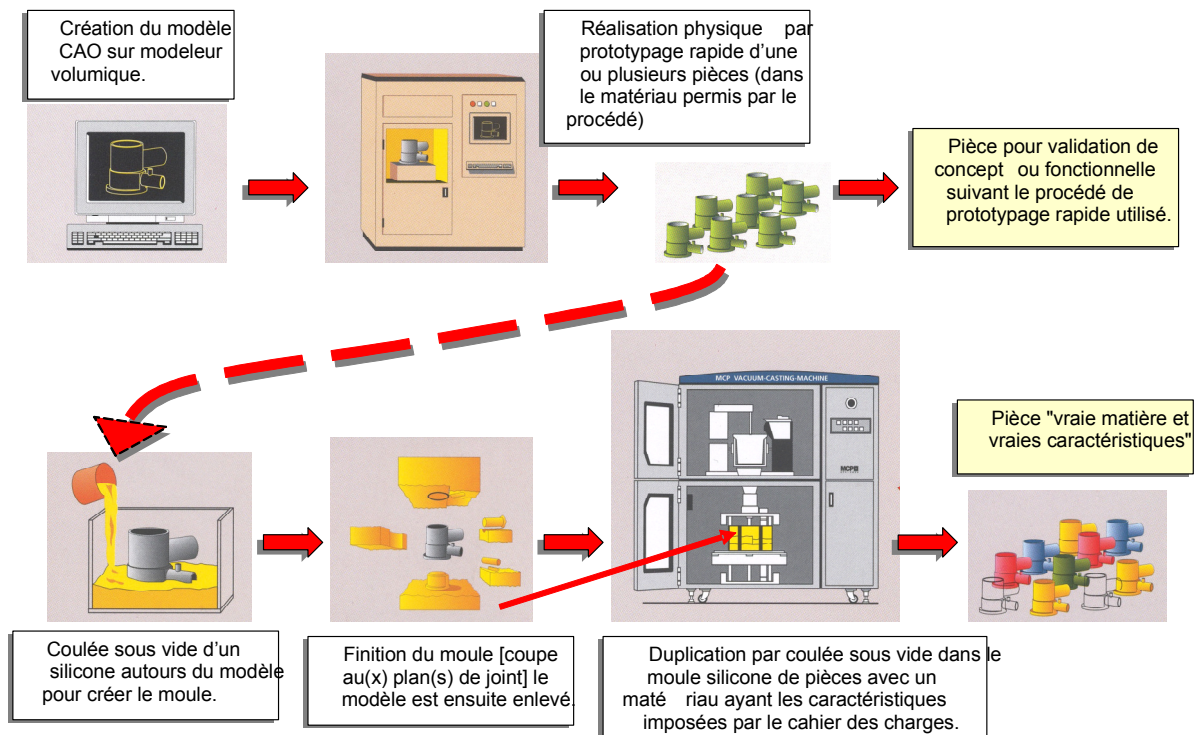 Création du modèle
CAO sur modeleur
volumique.
Réalisation physique par
prototypage rapide d'une
ou plusieurs pièces (dans
le matériau permis par le
procédé)
Pièce pour validation de
concept ou fonctionnelle
suivant le procédé de
prototypage rapide utilisé.
MCP VACUUM-CASTING-MACHINE
MCP
Pièce "vraie matière et
vraies caractéristiques"
Coulée sous vide d'un
silicone autours du modèle
pour créer le moule.
Finition du moule [coupe
au(x) plan(s) de joint] le
modèle est ensuite enlevé.
Duplication par coulée sous vide dans le
moule silicone de pièces avec un
maté riau ayant les caractéristiques
imposées par le cahier des charges.